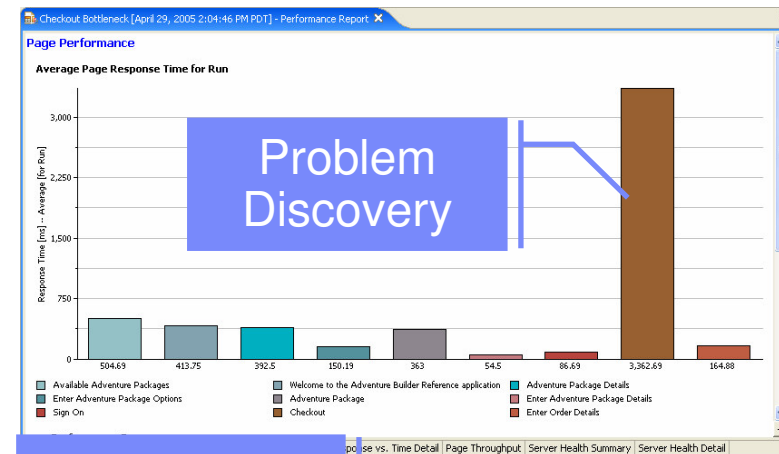 Checkout Bottleneck [April 29, 2005 2:04:46 PM PDT] - Performance Report
Page Performance
Average Page Response Time for Run
Response Time [ms] -- Average [for Run]
3,000
2,250
1,500
750
0
Problem
Discovery
504.69 413.75 392.5 150.19 363 54.5 86.69 3,362.69 164.88
Available Adventure Packages Welcome to the Adventure Builder Reference application Adventure Package Details
Enter Adventure Package Options Adventure Package Enter Adventure Package Details
Sign On Checkout Enter Order Details
vs. Time Detail Page Throughput Server Health Summary Server Health Detail